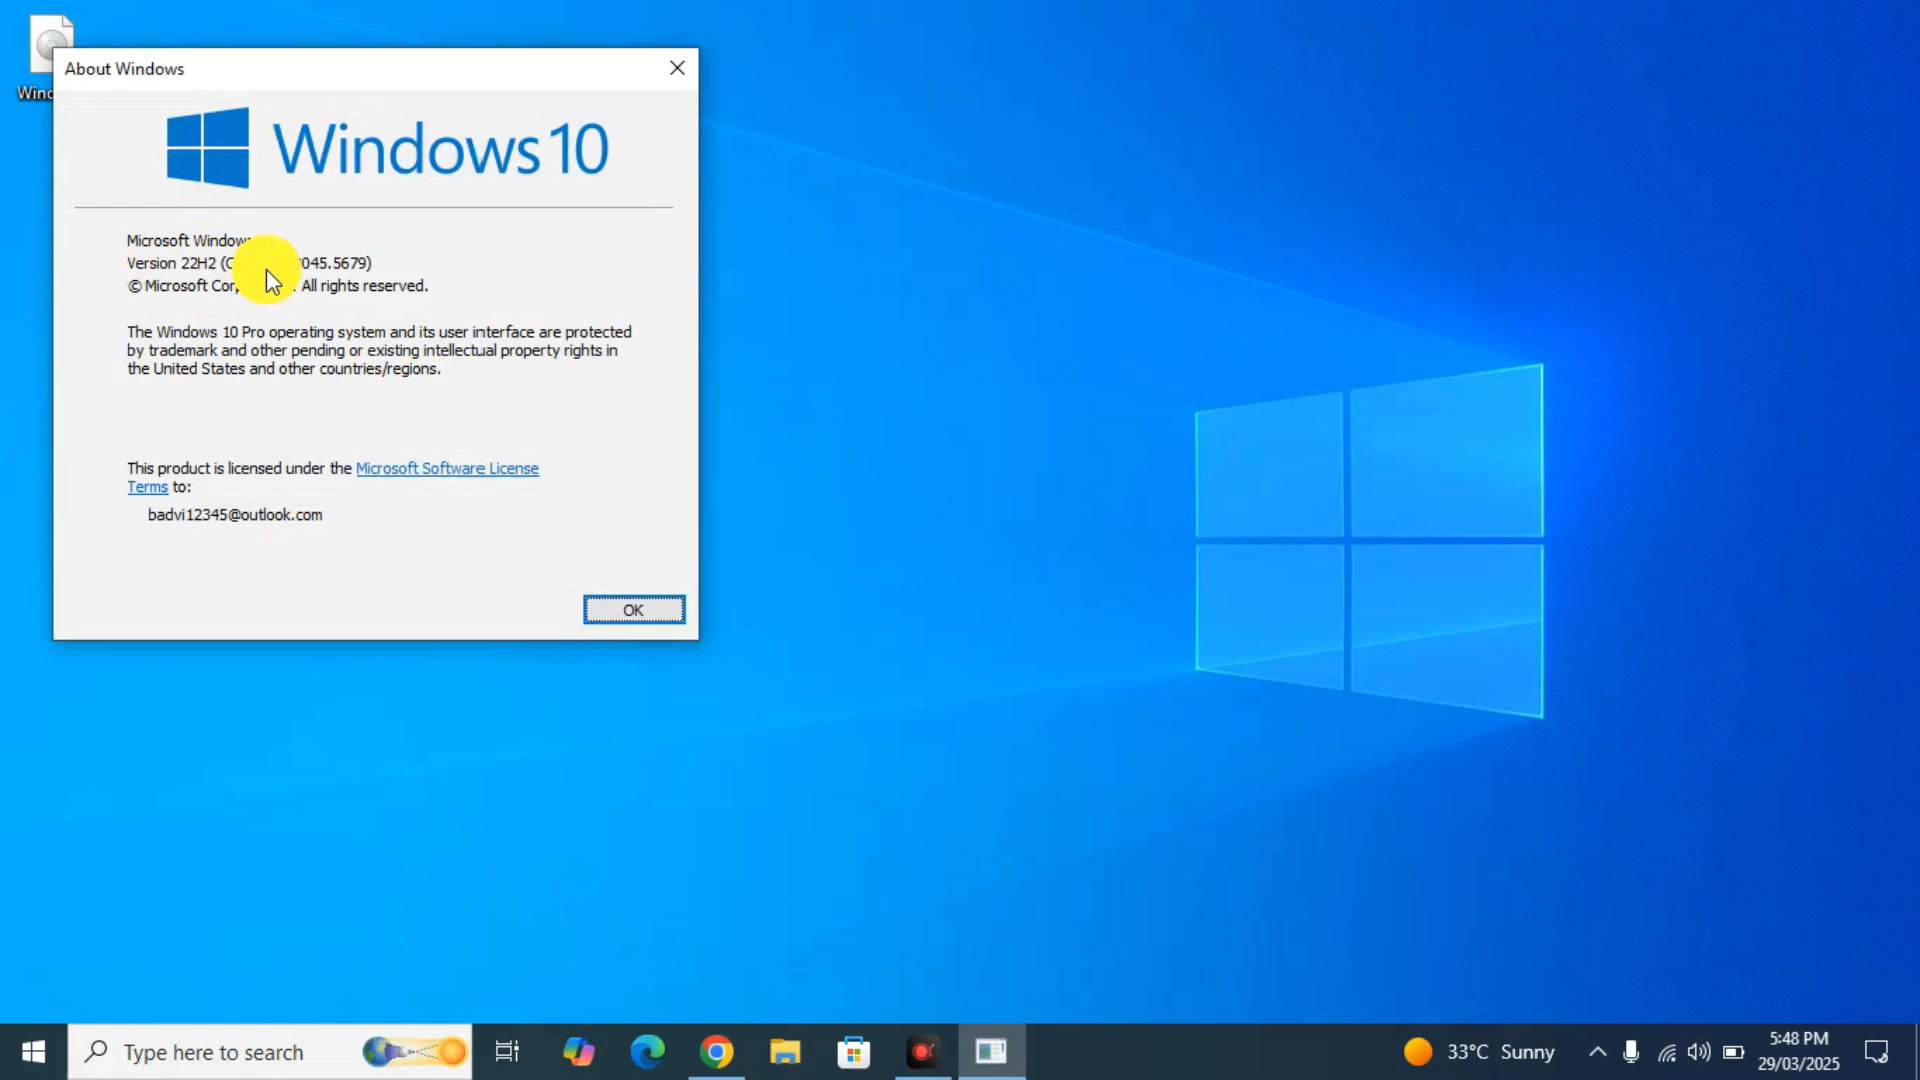 Wind
About Windows
Windows 10
Microsoft Window
Version 22H2 ( 045.5679)
© Microsoft Cor All rights reserved.
The Windows 10 Pro operating system and its user interface are protected
by trademark and other pending or existing intellectual property rights in
the United States and other countries/regions.
This product is licensed under the Microsoft Software License
Terms to:
badvi12345@outlook.com
OK
Type here to search
33°C Sunny
5:48 PM
29/03/2025